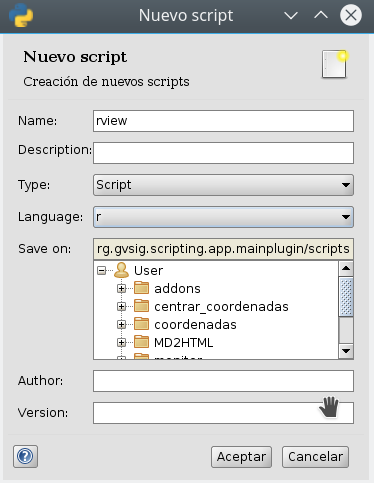 Nuevo script
Nuevo script
Creación de nuevos scripts
Name: rview
Description:
Type: Script
Language: r
Save on: rg.gvsig.scripting.app.mainplugin/scripts
User
addons
centrar_coordenadas
coordenadas
MD2HTML
monitor
Author:
Version:
? Aceptar Cancelar